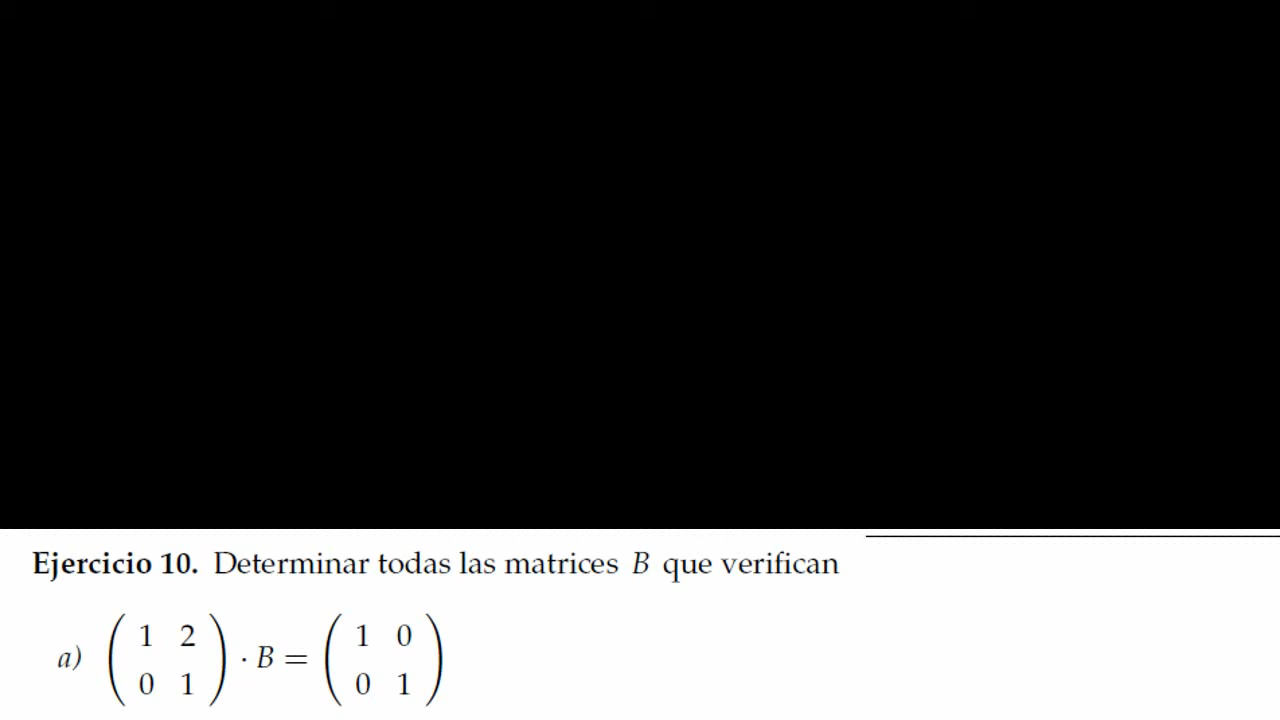 Ejercicio 10. Determinar todas las matrices B que verifican
a) ( 1 2 ) · B = ( 1 0 )
( 0 1 ) ( 0 1 )